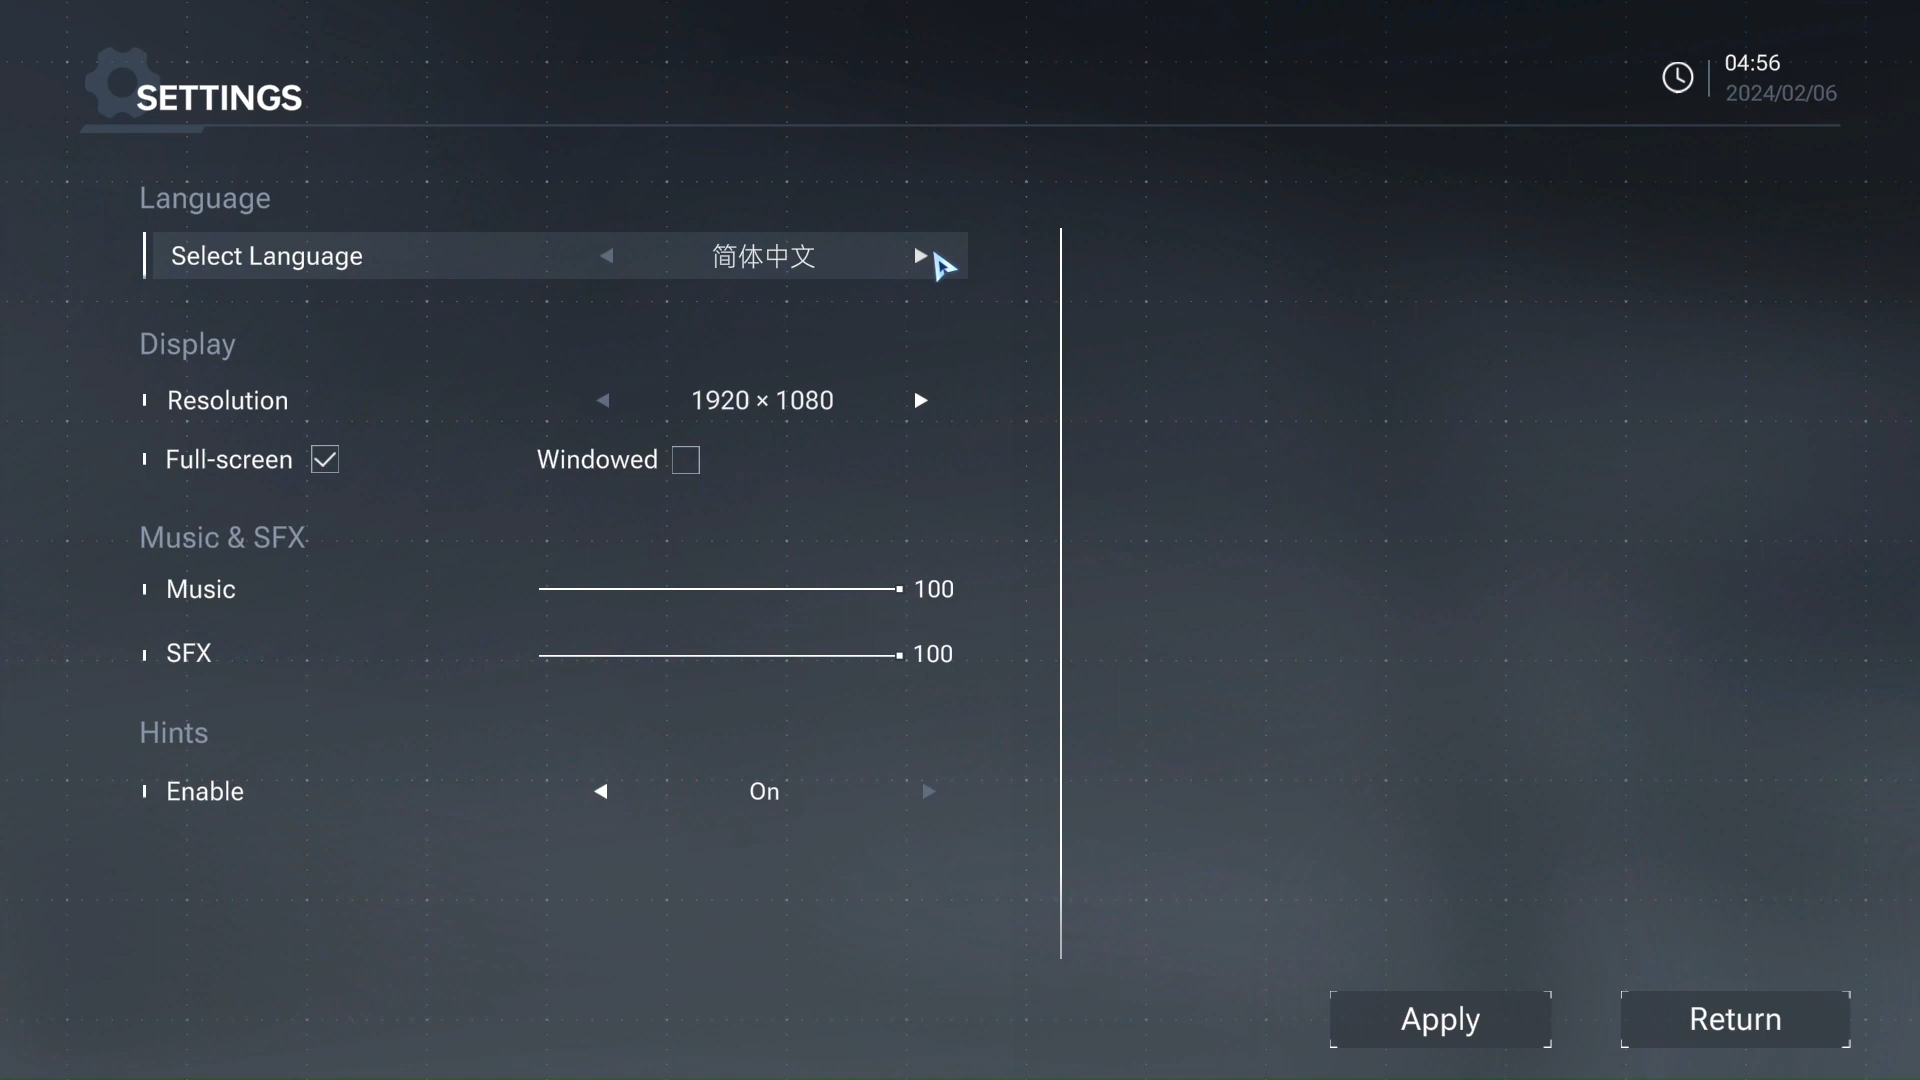 SETTINGS
04:56
2024/02/06
Language
Select Language 简体中文
Display
Resolution 1920 × 1080
Full-screen Windowed
Music & SFX
Music 100
SFX 100
Hints
Enable On
Apply Return